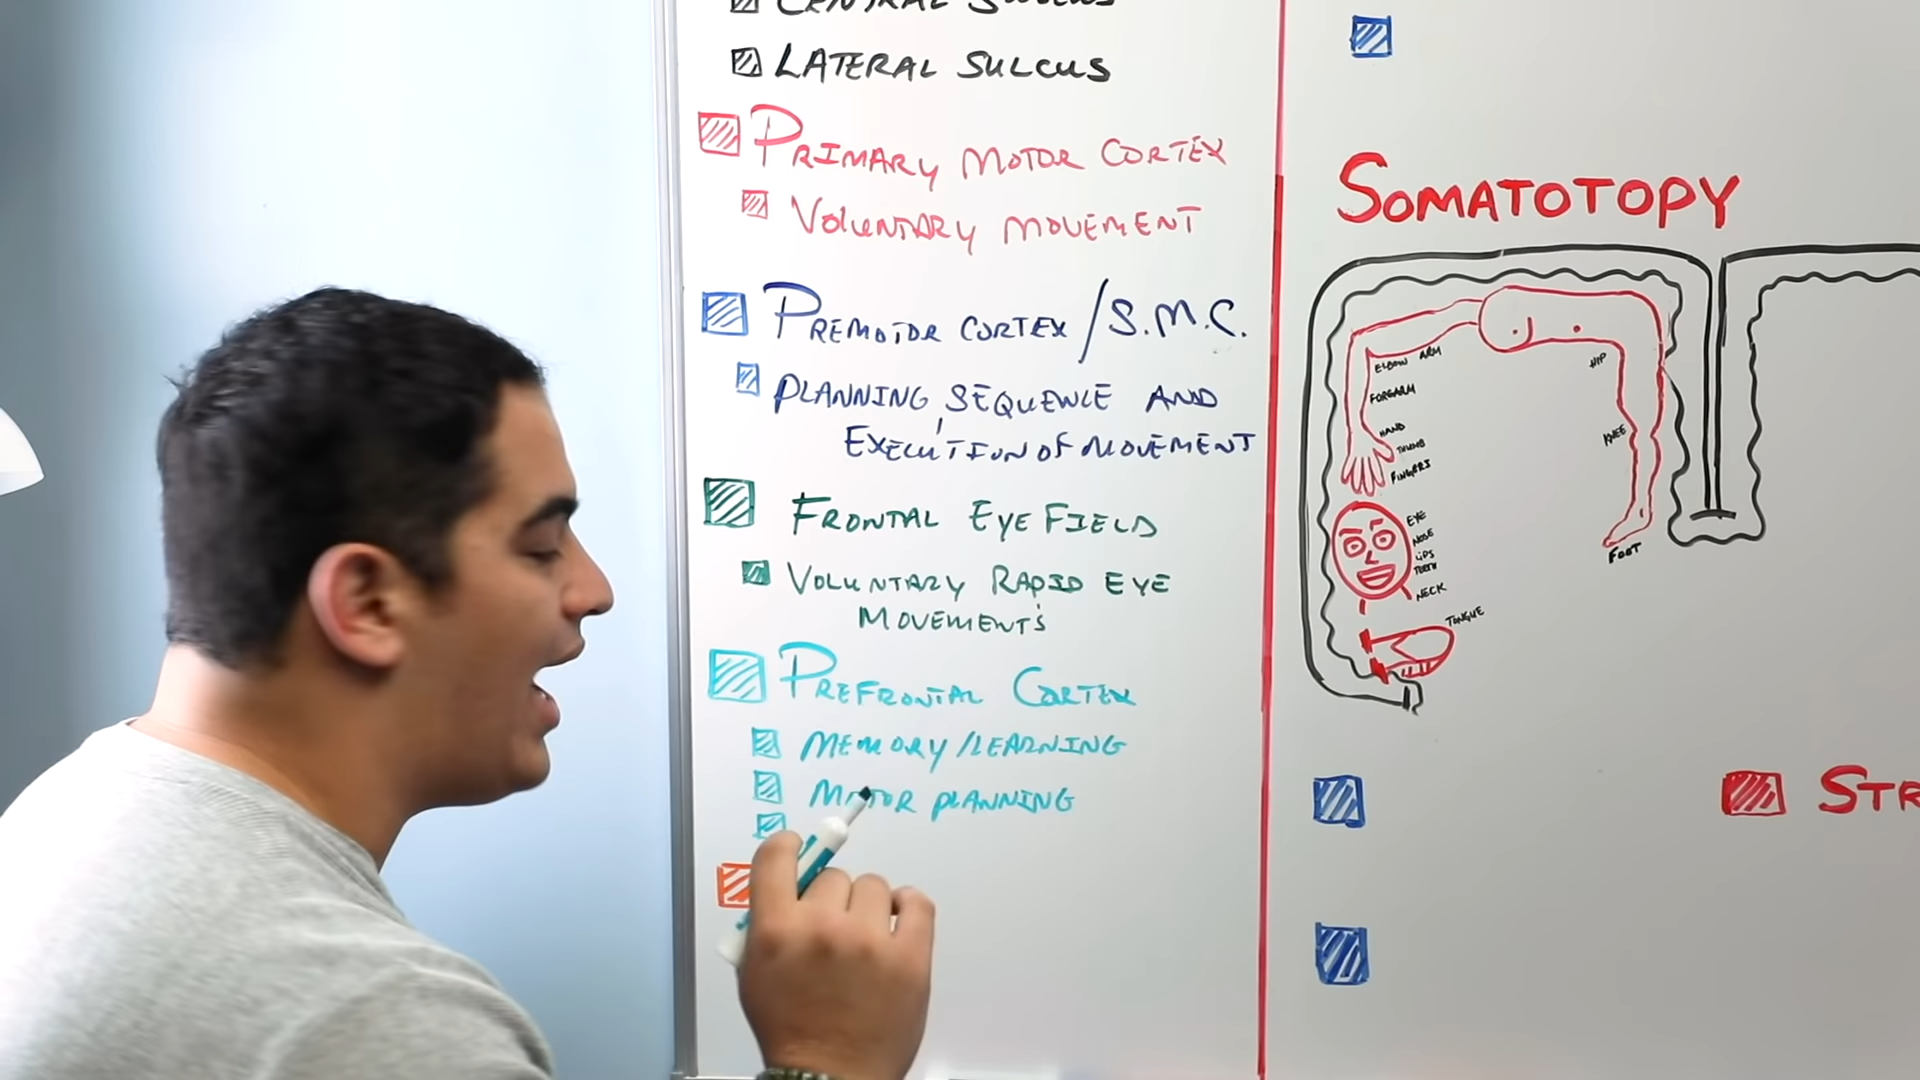 CENTRAL SULCUS
LATERAL SULCUS
PRIMARY MOTOR CORTEX
VOLUNTARY MOVEMENT
PREMOTOR CORTEX / S.M.C.
PLANNING, SEQUENCE AND
EXECUTION OF MOVEMENT
FRONTAL EYE FIELD
VOLUNTARY RAPID EYE
MOVEMENTS
PREFRONTAL CORTEX
MEMORY/LEARNING
MOTOR PLANNING
SOMATOTOPY
ELBOW ARM
FOREARM
HAND
THUMB
FINGERS
EYE
NOSE
LIPS
TEETH
NECK
TONGUE
HIP
KNEE
FOOT
STR